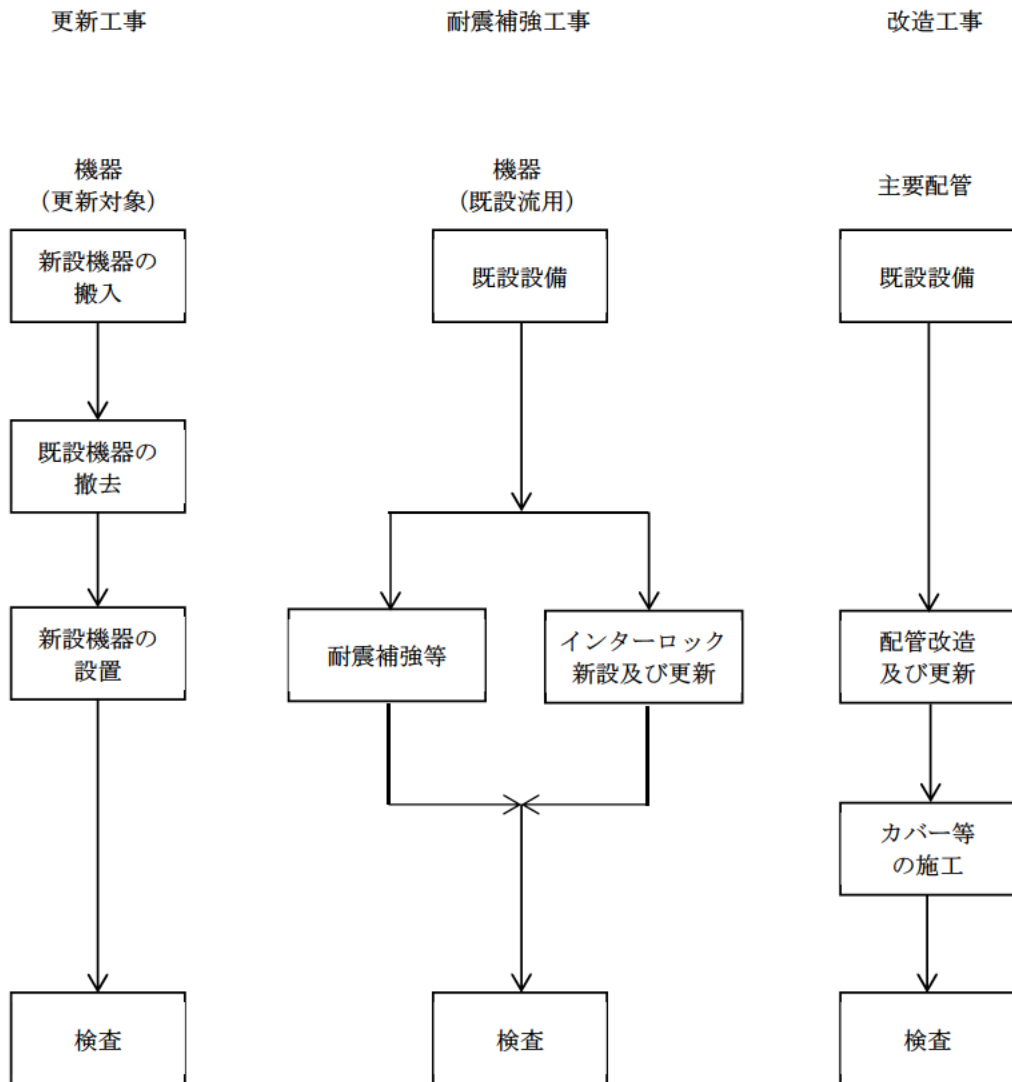 更新工事
耐震補強工事
改造工事
機器
(更新対象)
機器
(既設流用)
主要配管
新設機器の
搬入
既設設備
既設設備
既設機器の
撤去
新設機器の
設置
耐震補強等
インターロック
新設及び更新
配管改造
及び更新
カバー等
の施工
検査
検査
検査